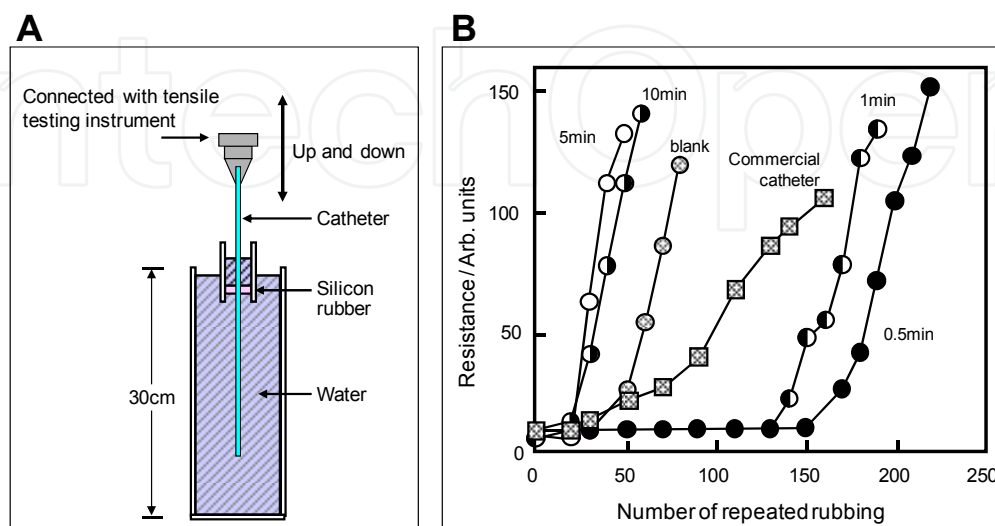 A
Connected with tensile
testing instrument
Up and down
Catheter
Silicon
rubber
30cm
Water
B
150
100
50
0
0
50
100
150
200
250
Resistance / Arb. units
Number of repeated rubbing
10min
5min
blank
Commercial
catheter
1min
0.5min